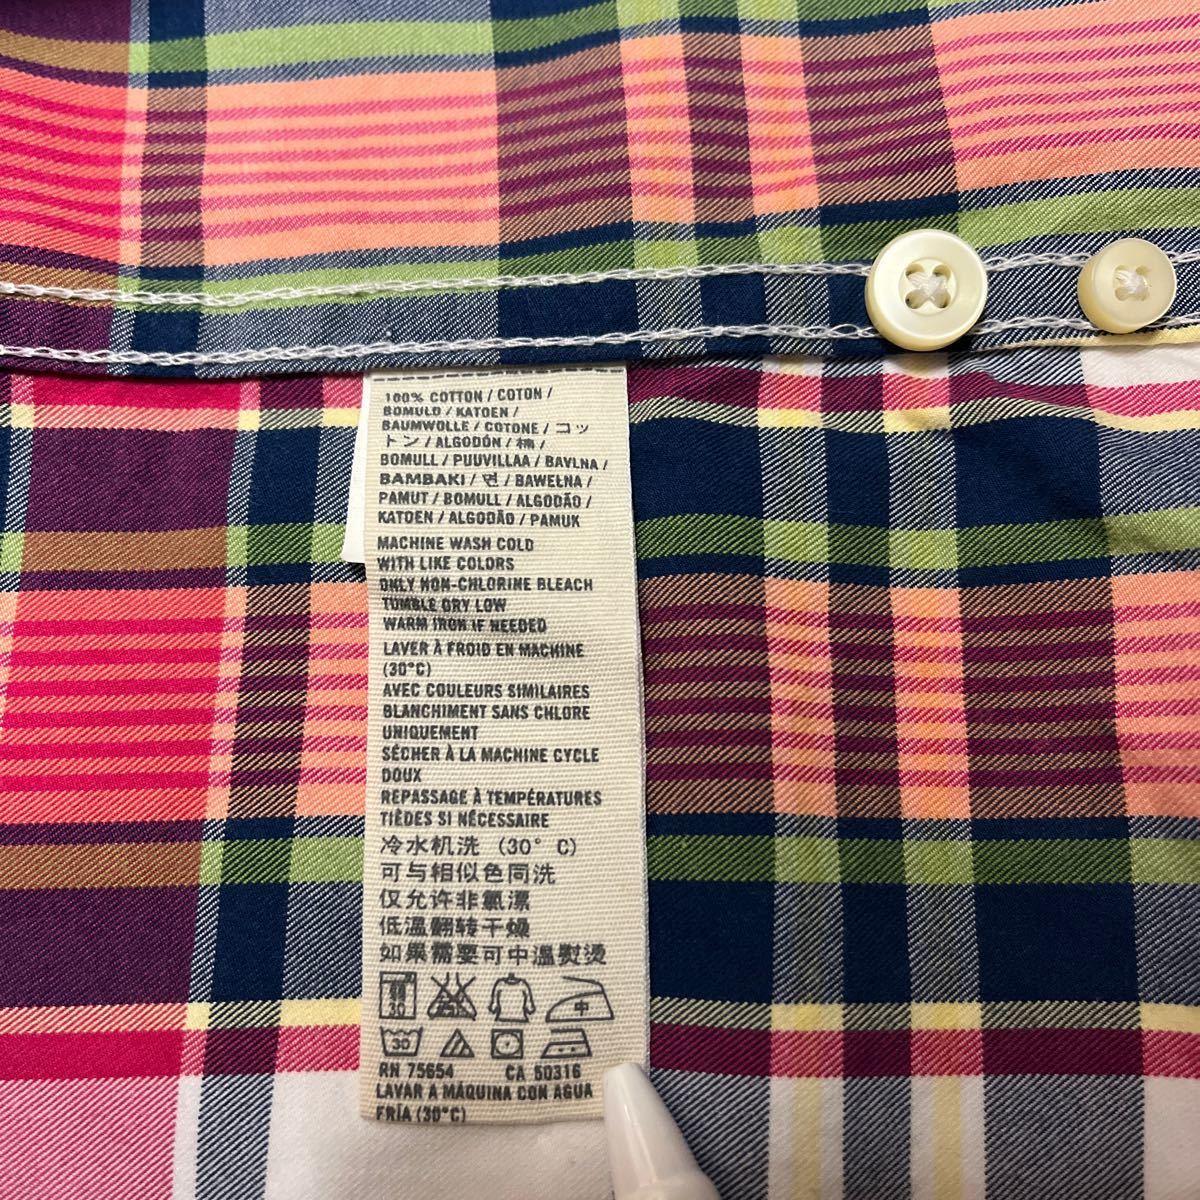 100% COTTON / COTON /
BOMULD / KATOEN /
BAUMWOLLE / COTONE / コッ
トン / ALGODÓN / 棉 /
BOMULL / PUUVILLAA / BAVLNA /
BAMBAKI / 면 / BAWEŁNA /
PAMUT / BOMULL / ALGODÃO /
KATOEN / ALGODÃO / PAMUK
MACHINE WASH COLD
WITH LIKE COLORS
ONLY NON-CHLORINE BLEACH
TUMBLE DRY LOW
WARM IRON IF NEEDED
LAVER À FROID EN MACHINE
(30°C)
AVEC COULEURS SIMILAIRES
BLANCHIMENT SANS CHLORE
UNIQUEMENT
SÉCHER À LA MACHINE CYCLE
DOUX
REPASSAGE À TEMPÉRATURES
TIÈDES SI NÉCESSAIRE
冷水机洗 (30° C)
可与相似色同洗
仅允许非氯漂
低温翻转干燥
如果需要可中温熨烫
30 中
30
RN 75654 CA 50316
LAVAR A MÁQUINA CON AGUA
FRÍA (30°C)